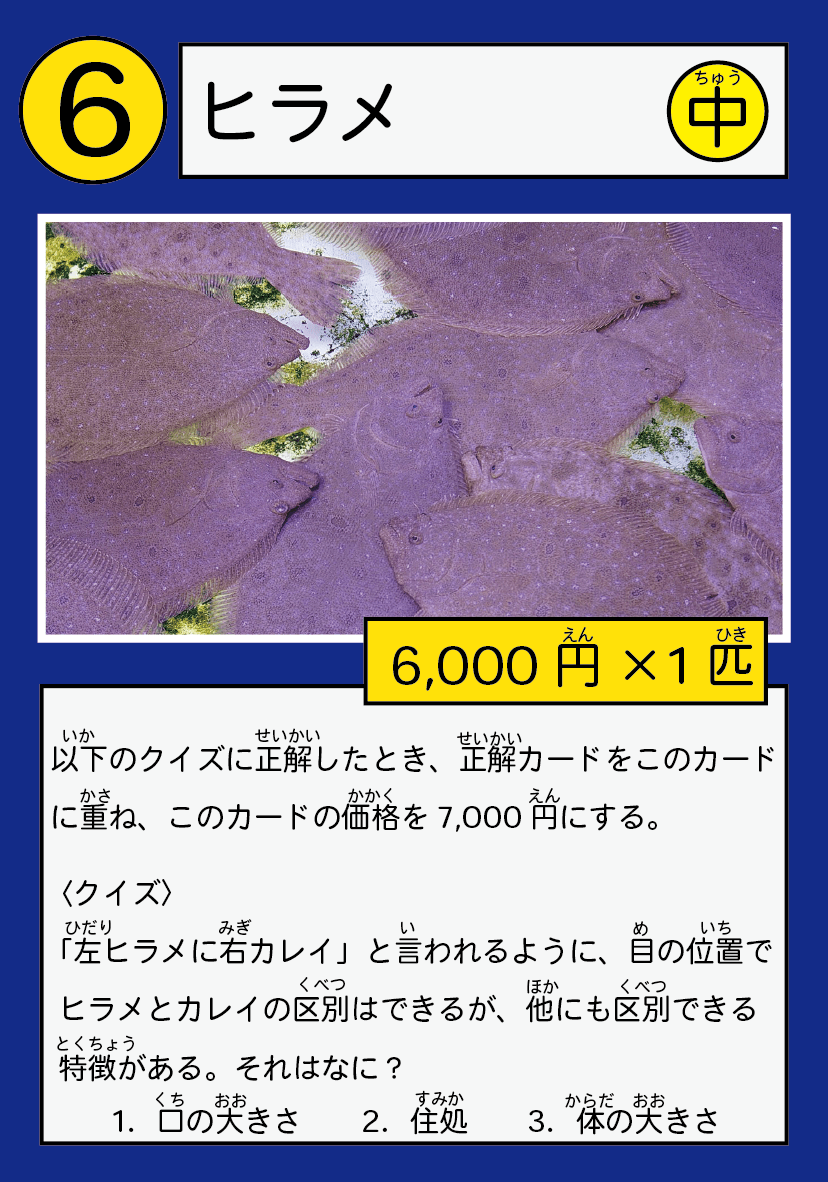 6
ヒラメ
ちゅう
中
えん ひき
6,000 円 ×1 匹
いか せいかい せいかい
以下のクイズに正解したとき、正解カードをこのカード
かさ かかく えん
に重ね、このカードの価格を 7,000 円にする。
〈クイズ〉
ひだり みぎ い め いち
「左ヒラメに右カレイ」と言われるように、目の位置で
くべつ ほか くべつ
ヒラメとカレイの区別はできるが、他にも区別できる
とくちょう
特徴がある。それはなに？
くち おお すみか からだ おお
1. 口の大きさ 2. 住処 3. 体の大きさ